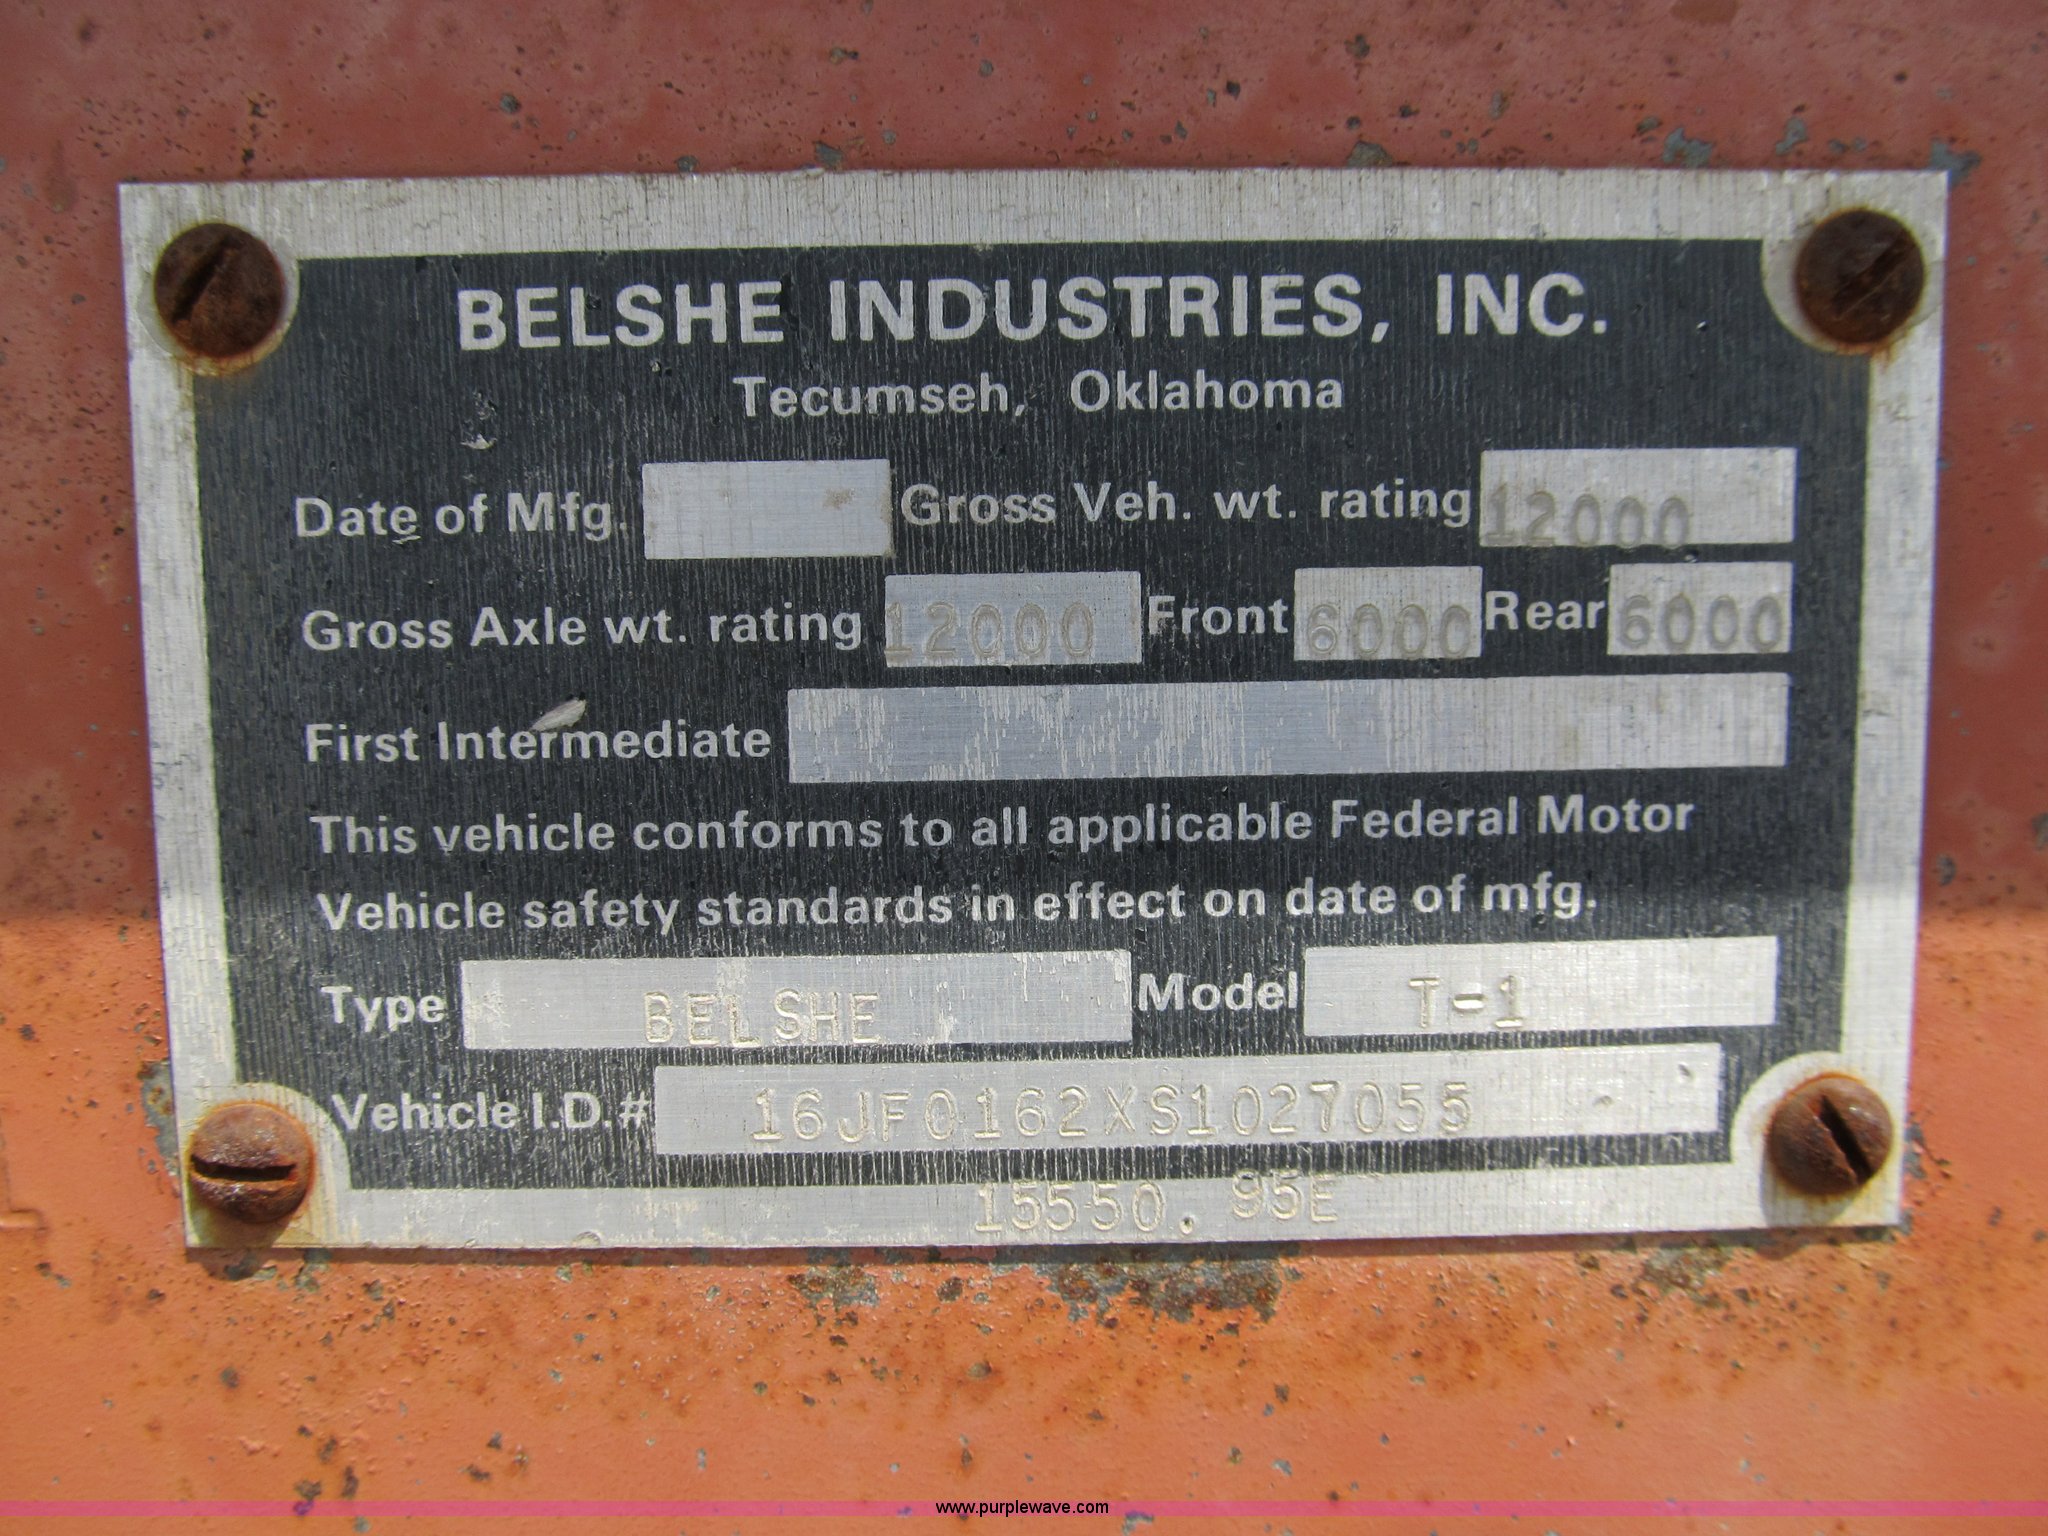 BELSHE INDUSTRIES, INC.
Tecumseh, Oklahoma
Date of Mfg. Gross Veh. wt. rating 12000
Gross Axle wt. rating 12000 Front 6000 Rear 6000
First Intermediate
This vehicle conforms to all applicable Federal Motor
Vehicle safety standards in effect on date of mfg.
Type BELSHE Model T-1
Vehicle I.D.# 16JF0162XS1027055
15550. 95E
www.purplewave.com